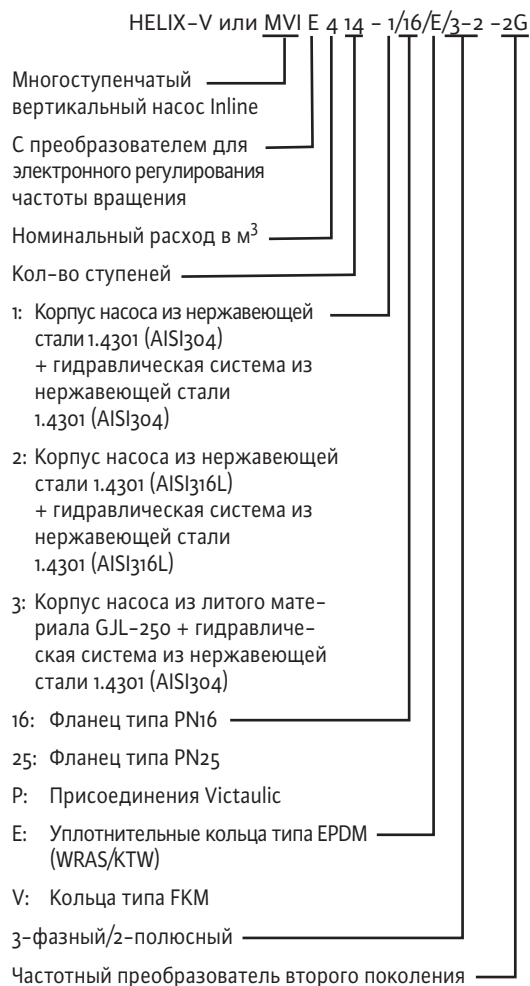 HELIX-V или MVI E 4 14 - 1/16/E/3-2 -2G
Многоступенчатый
вертикальный насос Inline
С преобразователем для
электронного регулирования
частоты вращения
Номинальный расход в м³
Кол-во ступеней
1: Корпус насоса из нержавеющей
стали 1.4301 (AISI304)
+ гидравлическая система из
нержавеющей стали
1.4301 (AISI304)
2: Корпус насоса из нержавеющей
стали 1.4301 (AISI316L)
+ гидравлическая система из
нержавеющей стали
1.4301 (AISI316L)
3: Корпус насоса из литого мате-
риала GJL-250 + гидравличе-
ская система из нержавеющей
стали 1.4301 (AISI304)
16: Фланец типа PN16
25: Фланец типа PN25
P: Присоединения Victaulic
E: Уплотнительные кольца типа EPDM
(WRAS/KTW)
V: Кольца типа FKM
3-фазный/2-полюсный
Частотный преобразователь второго поколения